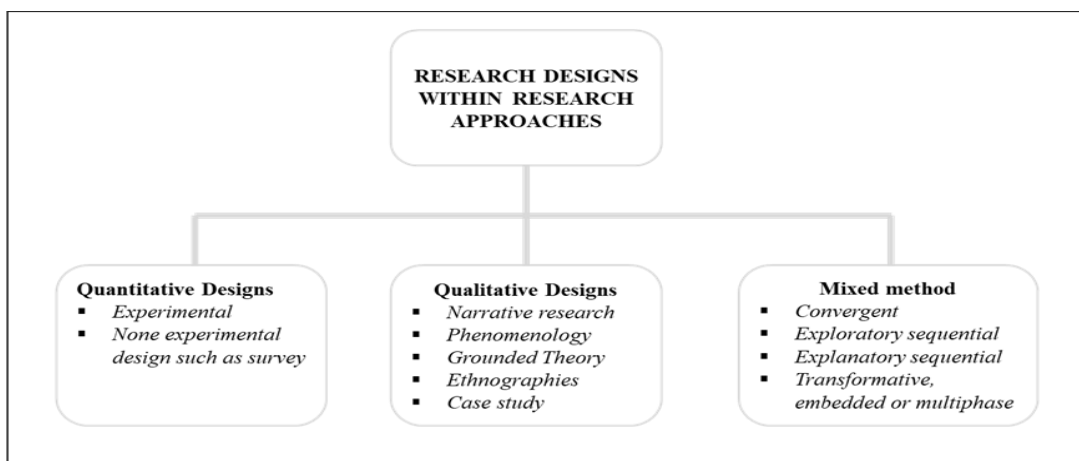 RESEARCH DESIGNS
WITHIN RESEARCH
APPROACHES
Quantitative Designs
▪ Experimental
▪ None experimental
design such as survey
Qualitative Designs
▪ Narrative research
▪ Phenomenology
▪ Grounded Theory
▪ Ethnographies
▪ Case study
Mixed method
▪ Convergent
▪ Exploratory sequential
▪ Explanatory sequential
▪ Transformative,
embedded or multiphase